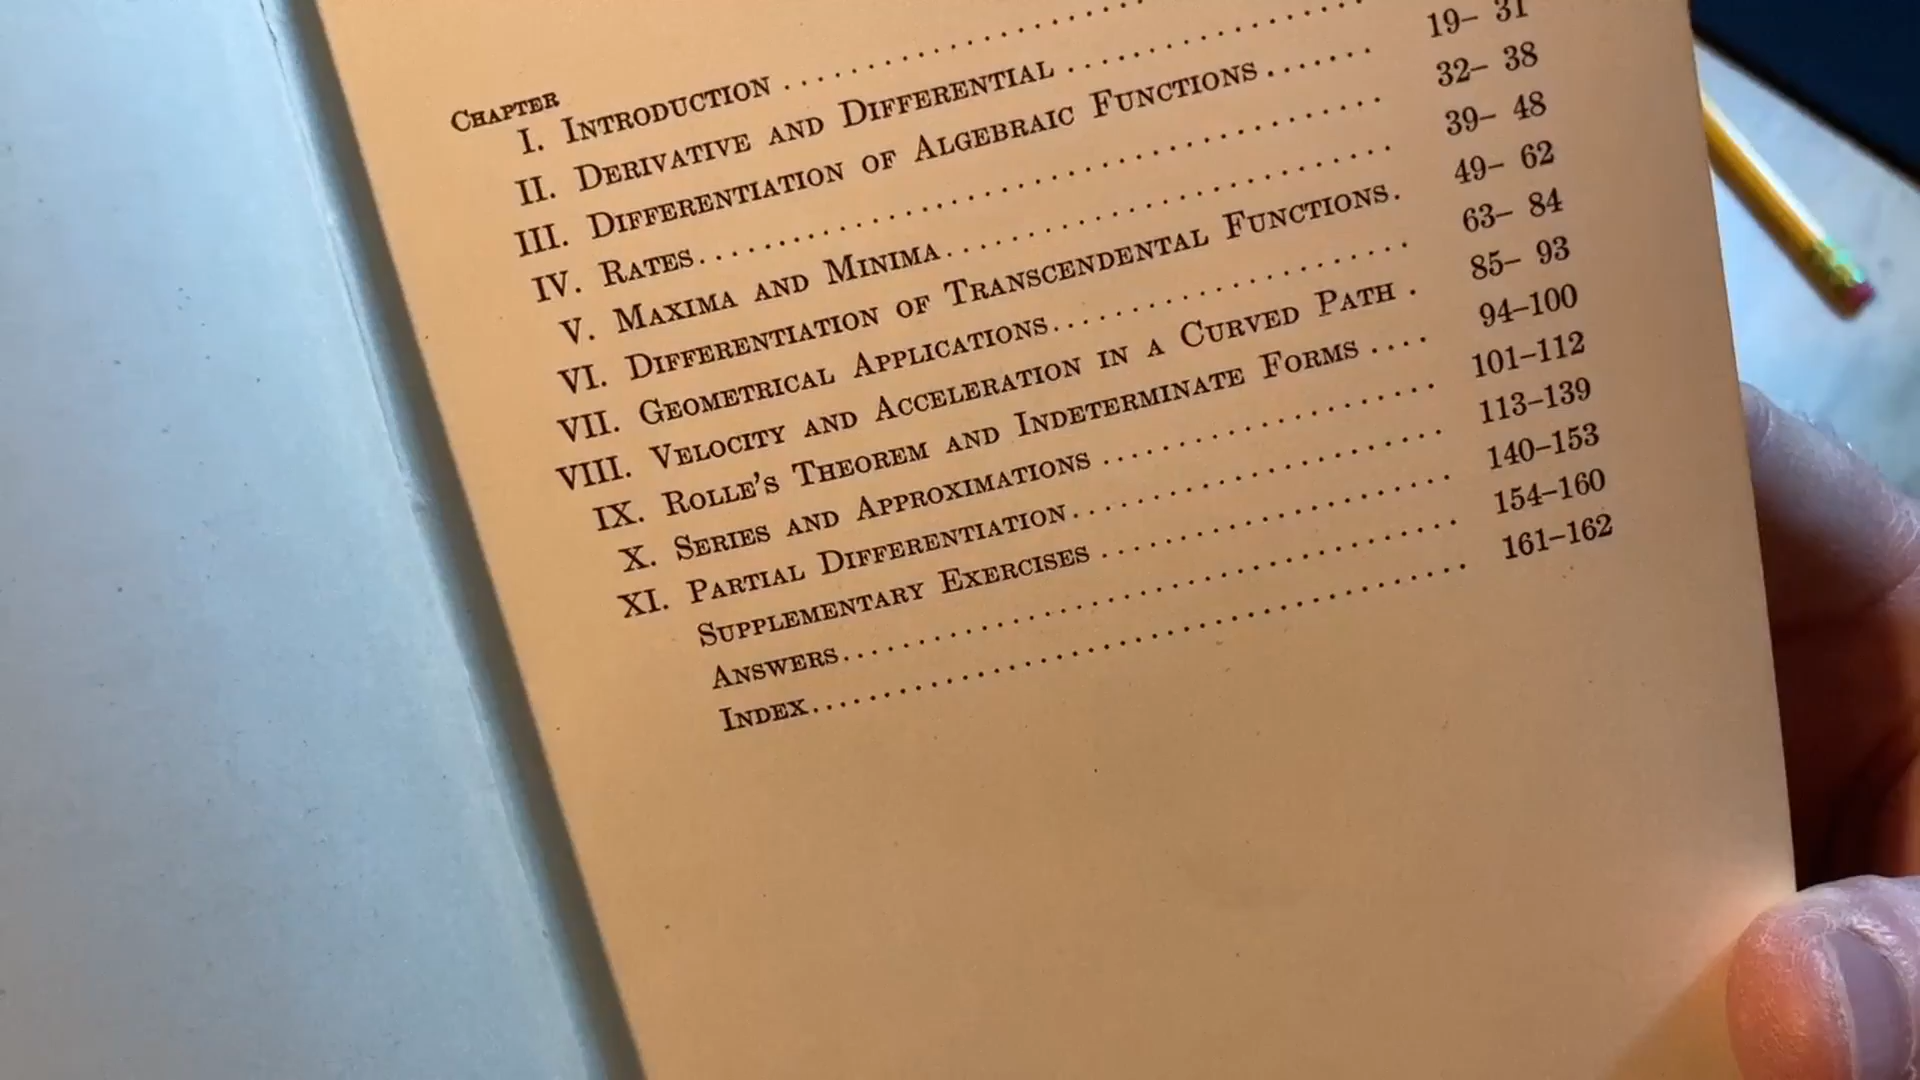 CHAPTER
I. INTRODUCTION ........................
II. DERIVATIVE AND DIFFERENTIAL ...............
III. DIFFERENTIATION OF ALGEBRAIC FUNCTIONS ....... 19– 31
IV. RATES.................................... 32– 38
V. MAXIMA AND MINIMA........................ 39– 48
VI. DIFFERENTIATION OF TRANSCENDENTAL FUNCTIONS. 49– 62
VII. GEOMETRICAL APPLICATIONS................... 63– 84
VIII. VELOCITY AND ACCELERATION IN A CURVED PATH . 85– 93
IX. ROLLE'S THEOREM AND INDETERMINATE FORMS .... 94–100
X. SERIES AND APPROXIMATIONS .................. 101–112
XI. PARTIAL DIFFERENTIATION..................... 113–139
SUPPLEMENTARY EXERCISES .................... 140–153
ANSWERS..................................... 154–160
INDEX....................................... 161–162